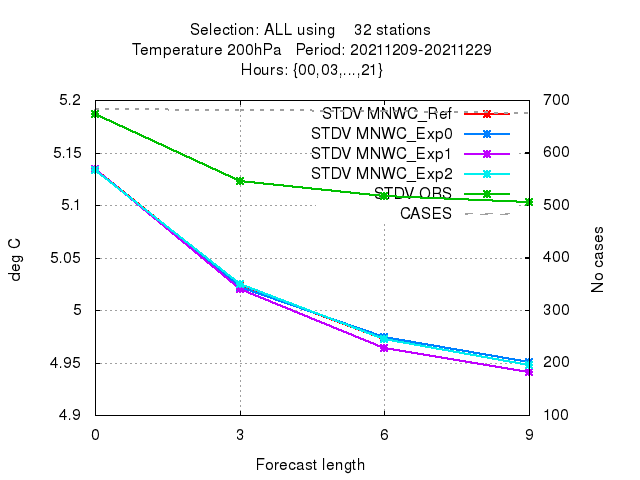 Selection: ALL using 32 stations
Temperature 200hPa Period: 20211209-20211229
Hours: {00,03,...,21}
5.2
5.15
5.1
5.05
5
4.95
4.9
700
600
500
400
300
200
100
STDV MNWC_Ref
STDV MNWC_Exp0
STDV MNWC_Exp1
STDV MNWC_Exp2
STDV OBS
CASES
deg C
No cases
0 3 6 9
Forecast length